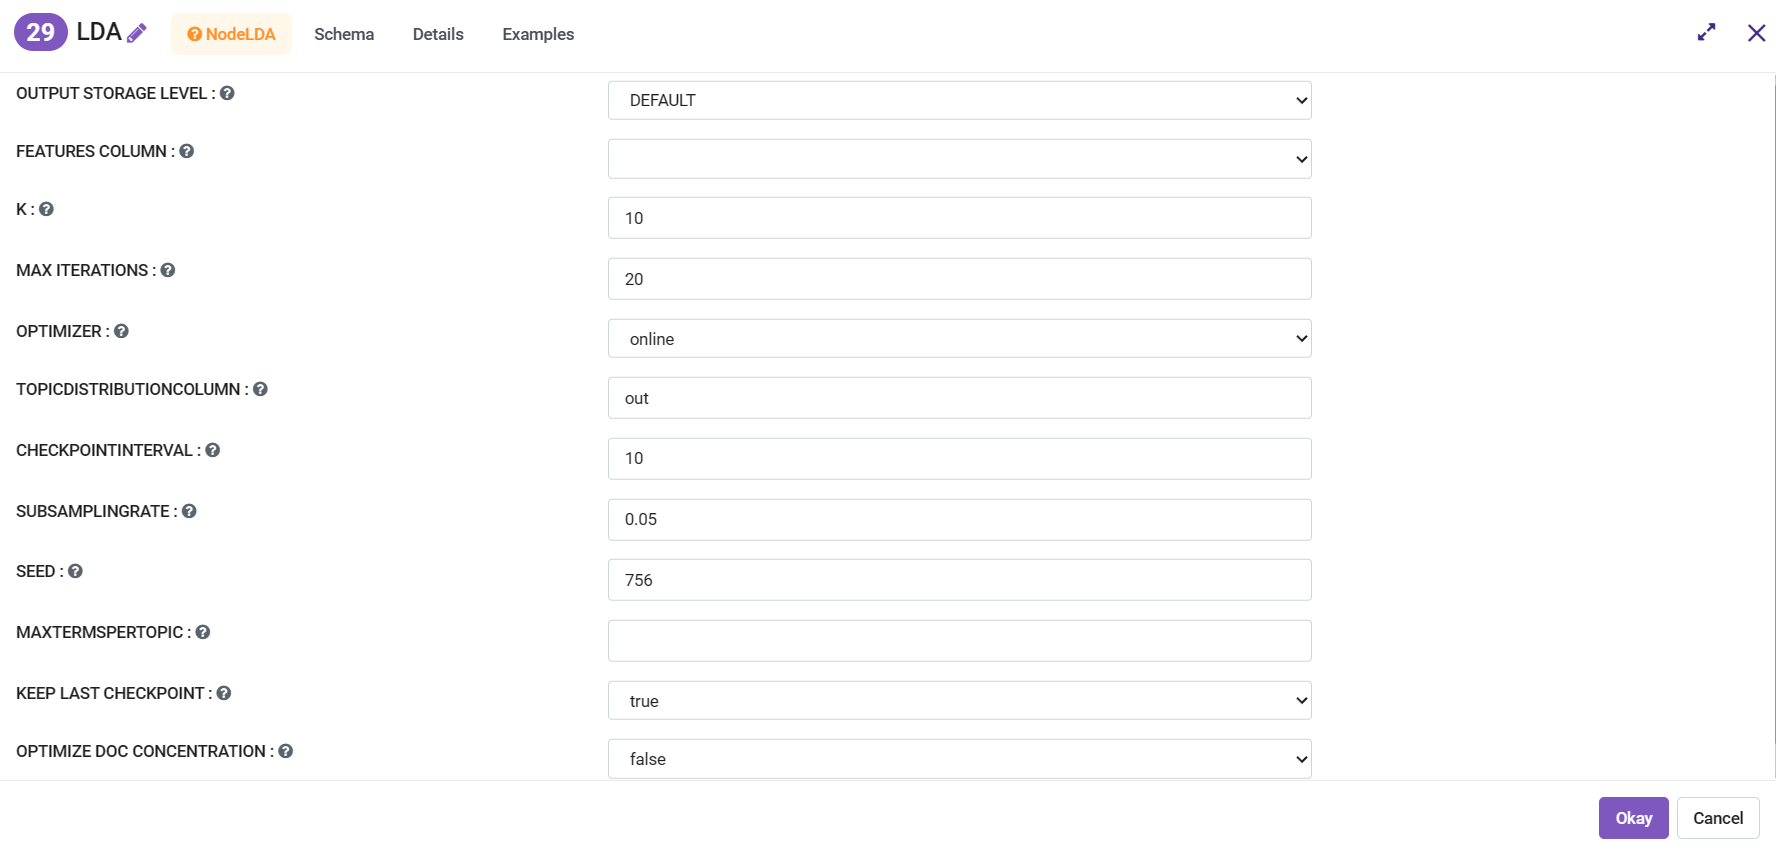 29 LDA NodeLDA Schema Details Examples
OUTPUT STORAGE LEVEL : DEFAULT
FEATURES COLUMN :
K : 10
MAX ITERATIONS : 20
OPTIMIZER : online
TOPICDISTRIBUTIONCOLUMN : out
CHECKPOINTINTERVAL : 10
SUBSAMPLINGRATE : 0.05
SEED : 756
MAXTERMSPERTOPIC :
KEEP LAST CHECKPOINT : true
OPTIMIZE DOC CONCENTRATION : false
Okay Cancel